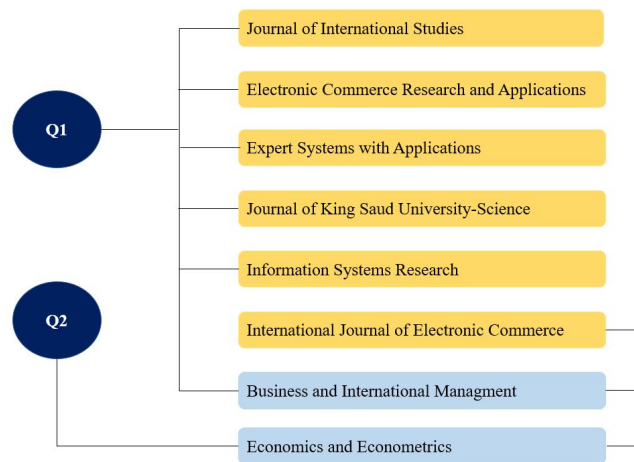 Journal of International Studies
Electronic Commerce Research and Applications
Q1
Expert Systems with Applications
Journal of King Saud University-Science
Information Systems Research
Q2
International Journal of Electronic Commerce
Business and International Managment
Economics and Econometrics